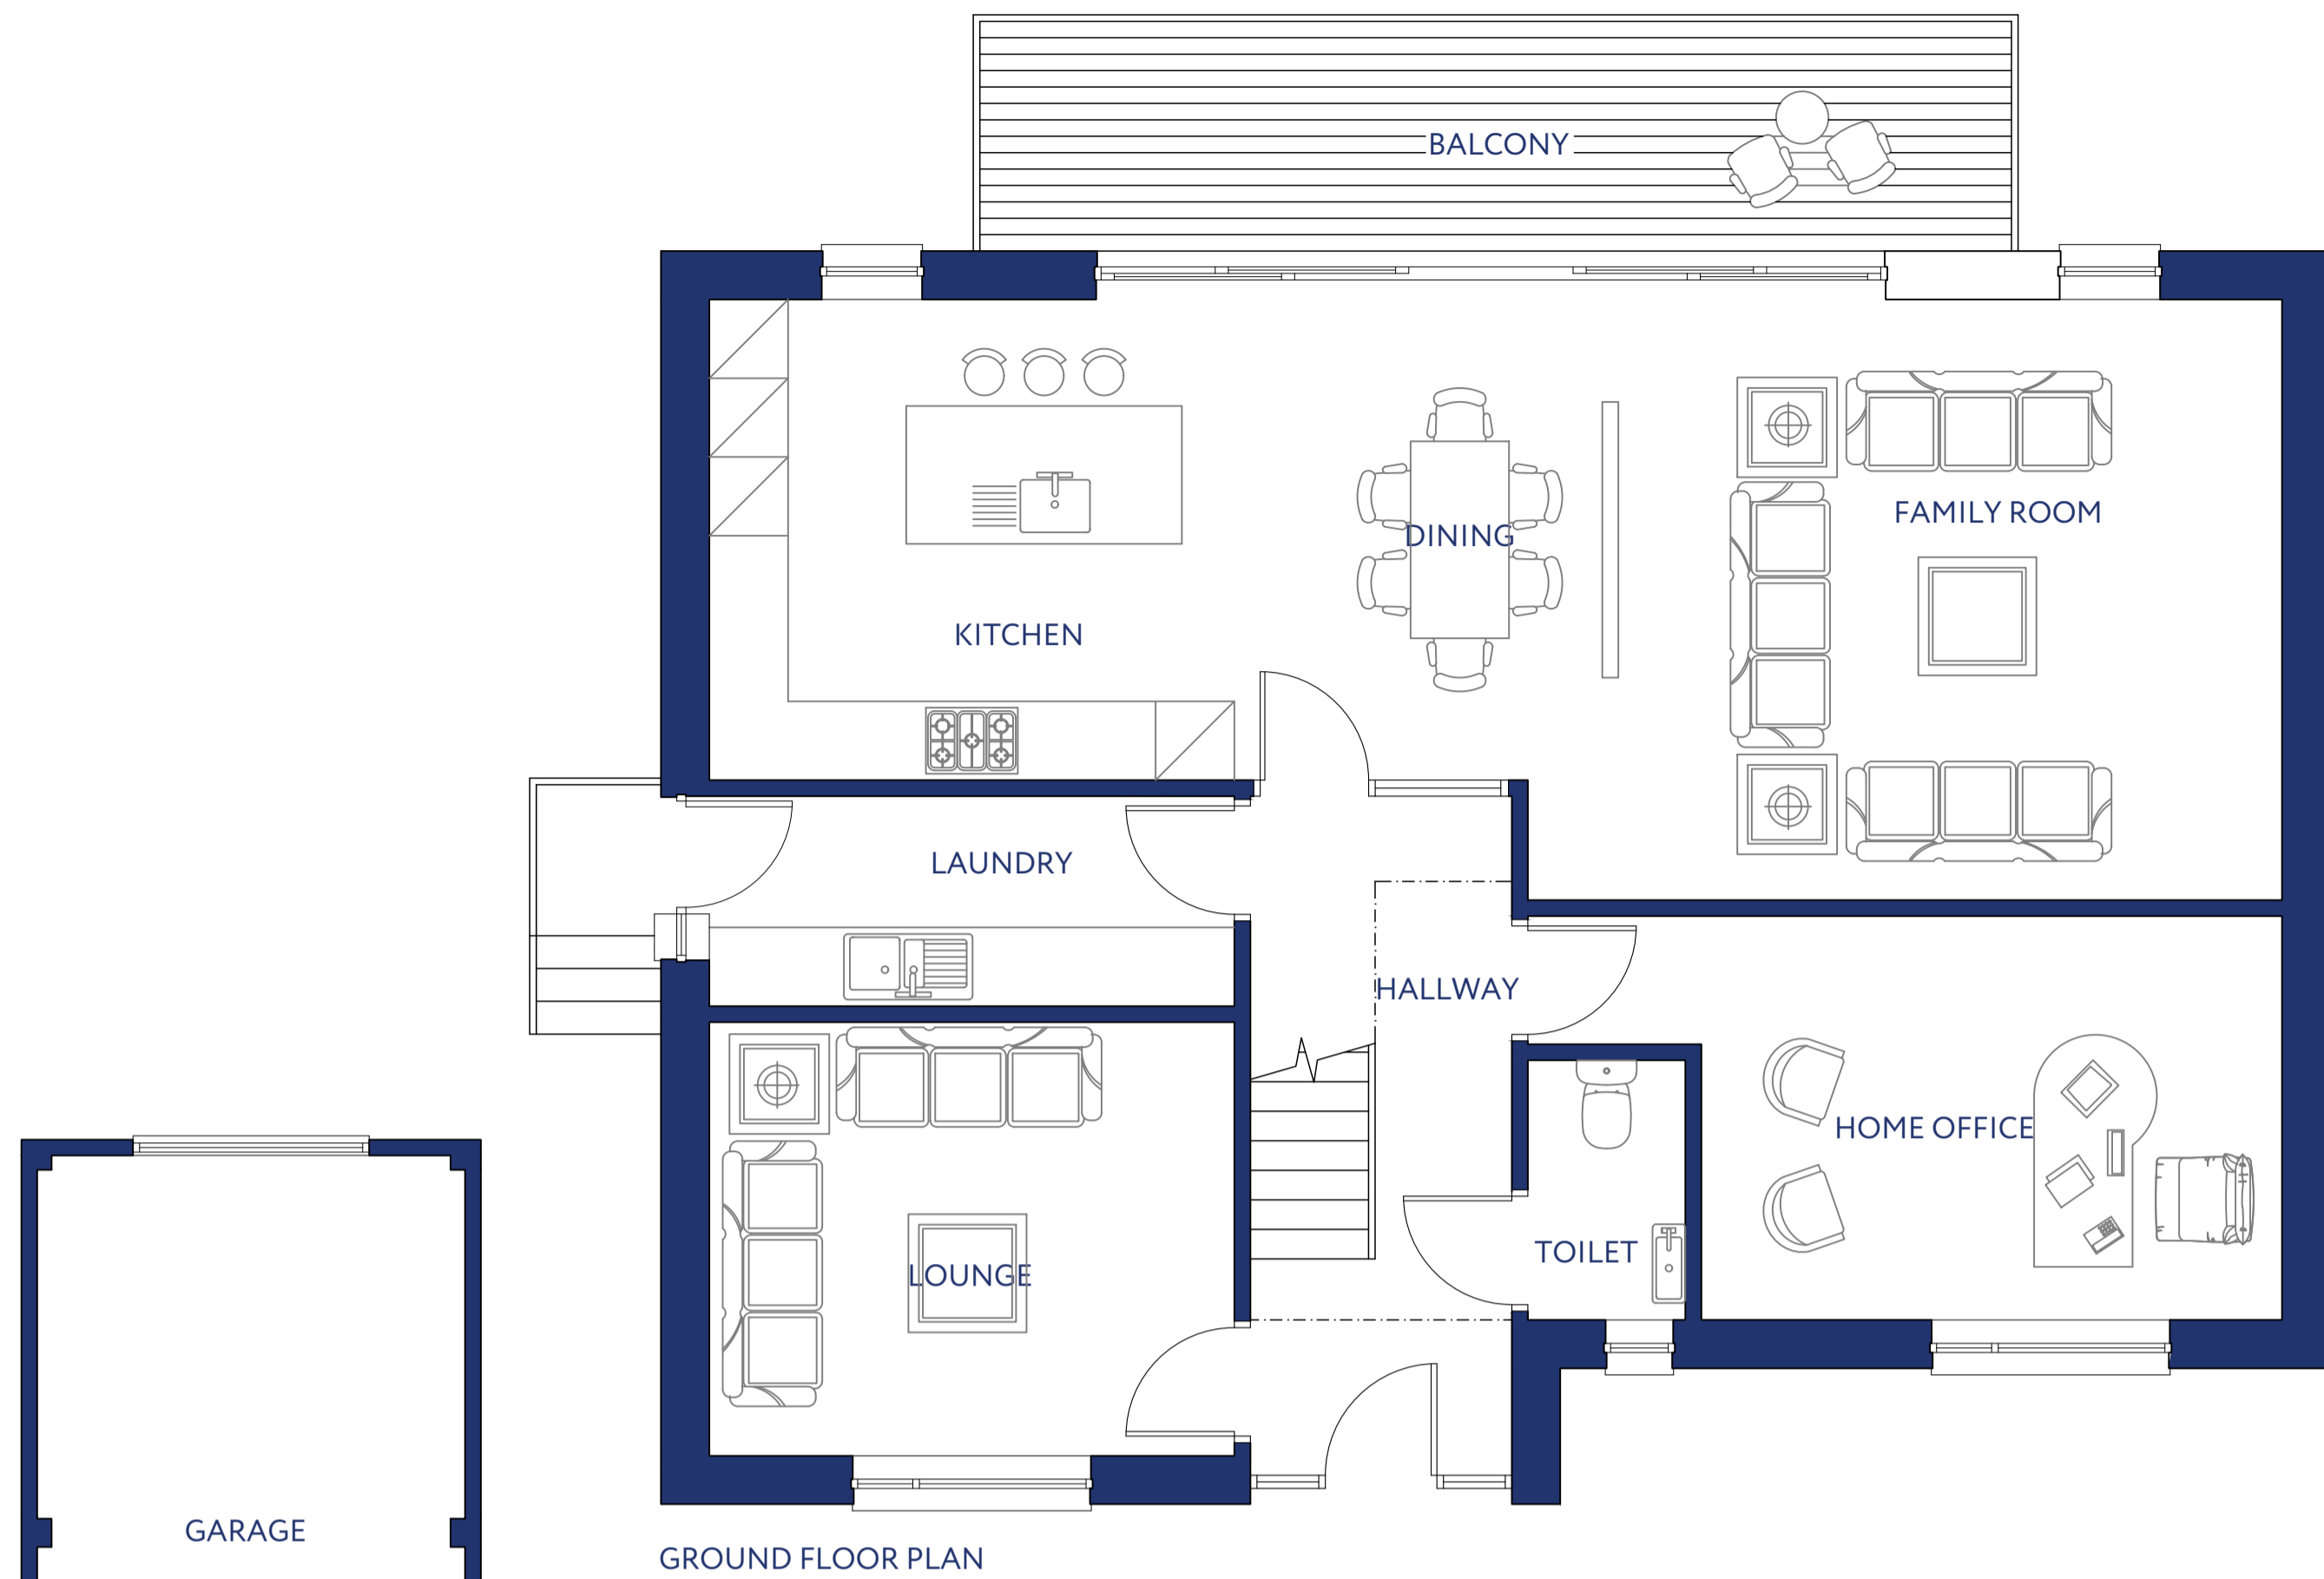 BALCONY
FAMILY ROOM
DINING
KITCHEN
LAUNDRY
HALLWAY
HOME OFFICE
TOILET
LOUNGE
GARAGE
GROUND FLOOR PLAN